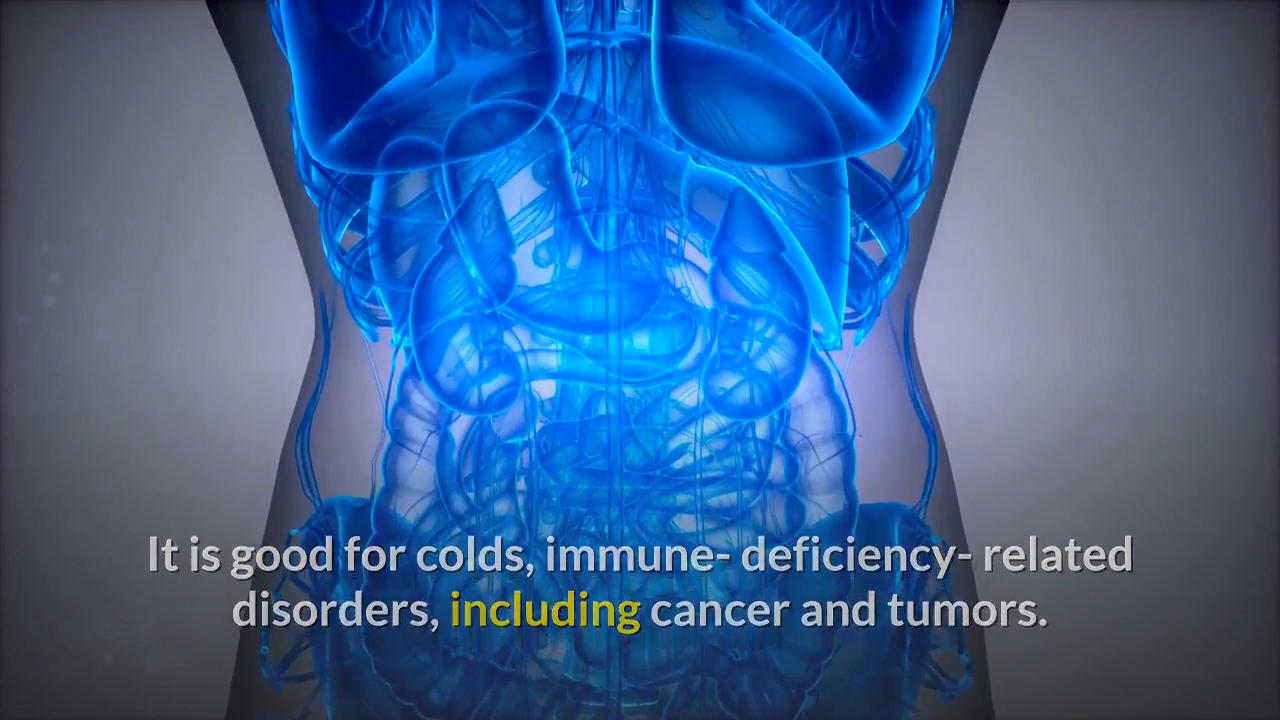 It is good for colds, immune- deficiency- related
disorders, including cancer and tumors.